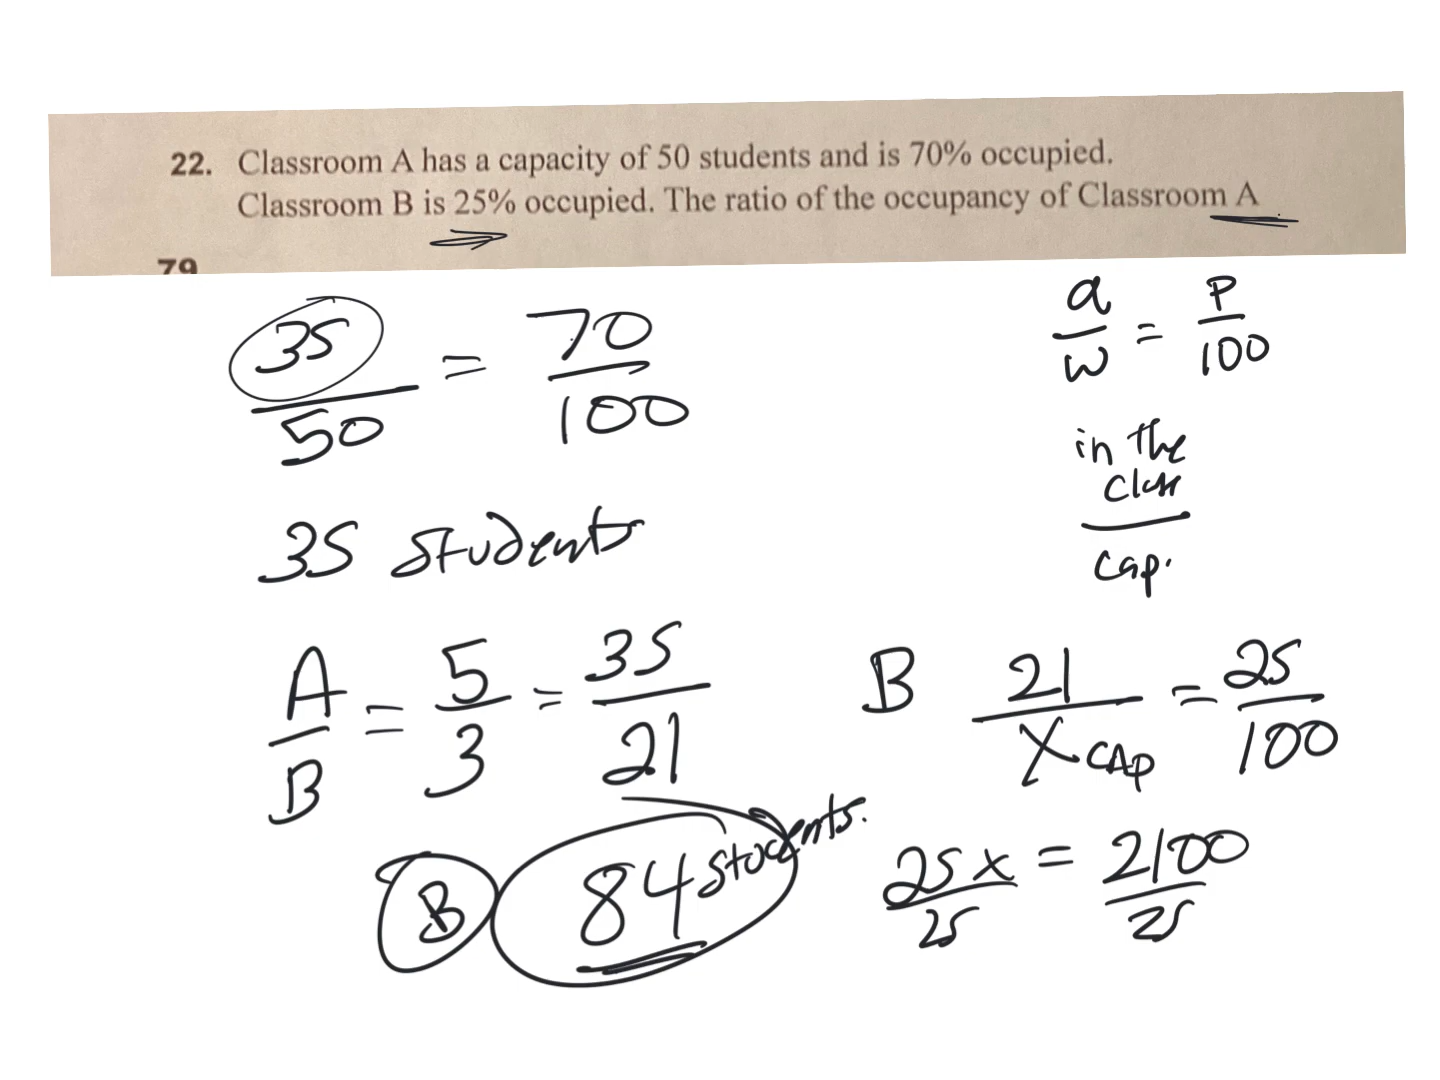 22. Classroom A has a capacity of 50 students and is 70% occupied.
Classroom B is 25% occupied. The ratio of the occupancy of Classroom A
79
35/50 = 70/100
a/w = P/100
in the
class
cap.
35 students
A/B = 5/3 = 35/21
B 21/X CAP = 25/100
25x/25 = 2100/25
B 84 students.